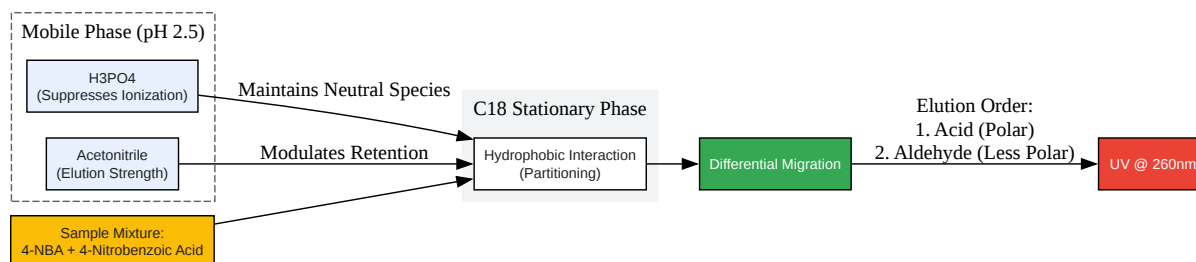 Mobile Phase (pH 2.5)
H3PO4
(Suppresses Ionization)
Acetonitrile
(Elution Strength)
Sample Mixture:
4-NBA + 4-Nitrobenzoic Acid
Maintains Neutral Species
Modulates Retention
C18 Stationary Phase
Hydrophobic Interaction
(Partitioning)
Differential Migration
Elution Order:
1. Acid (Polar)
2. Aldehyde (Less Polar)
UV @ 260nm